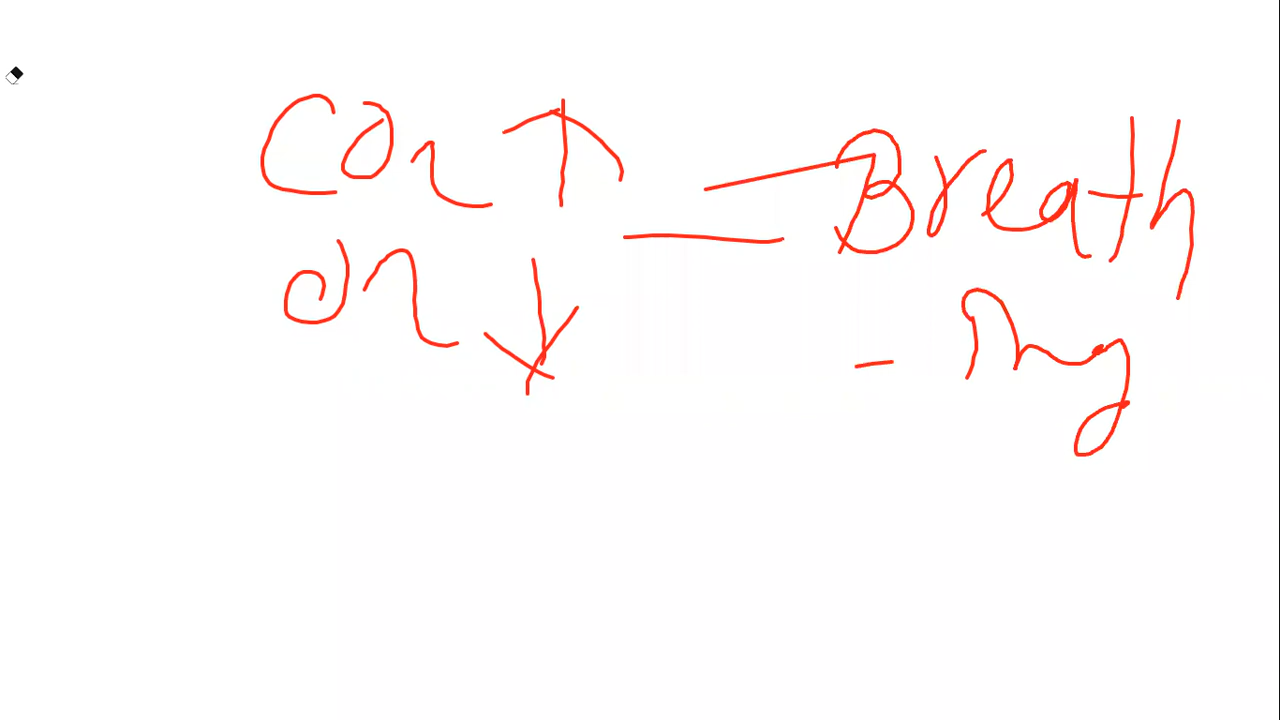 CO2 ↑ — Breath
O2 ↓ - ing